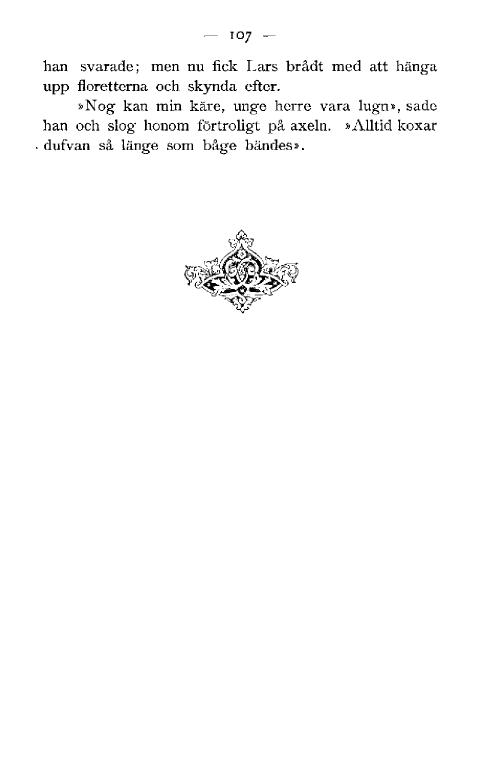 — 107 —
han svarade; men nu fick Lars brådt med att hänga
upp floretterna och skynda efter.
»Nog kan min käre, unge herre vara lugn», sade
han och slog honom förtroligt på axeln. »Alltid koxar
dufvan så länge som båge bändes».